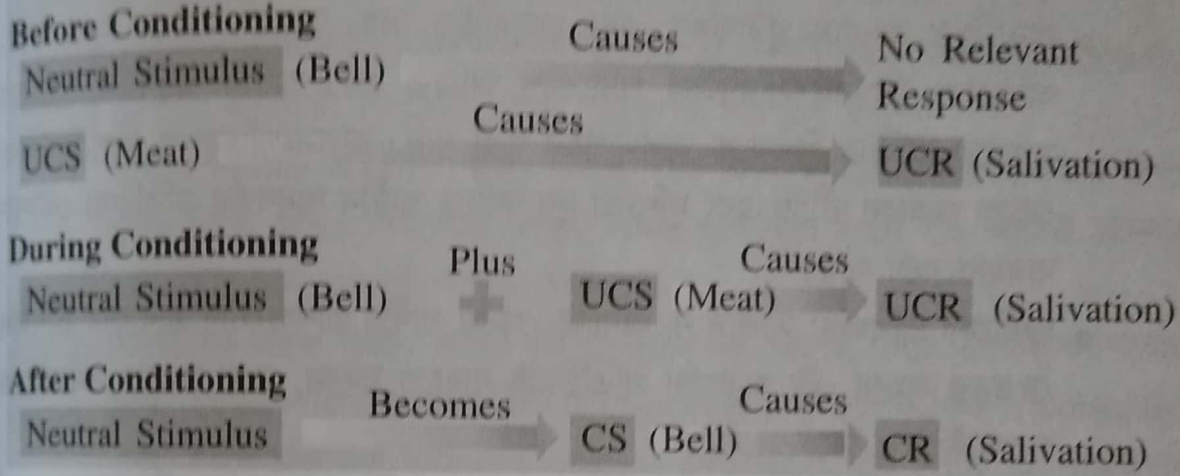 Before Conditioning
Neutral Stimulus (Bell) Causes No Relevant
Response
UCS (Meat) Causes UCR (Salivation)
During Conditioning
Neutral Stimulus (Bell) Plus UCS (Meat) Causes UCR (Salivation)
After Conditioning
Neutral Stimulus Becomes CS (Bell) Causes CR (Salivation)